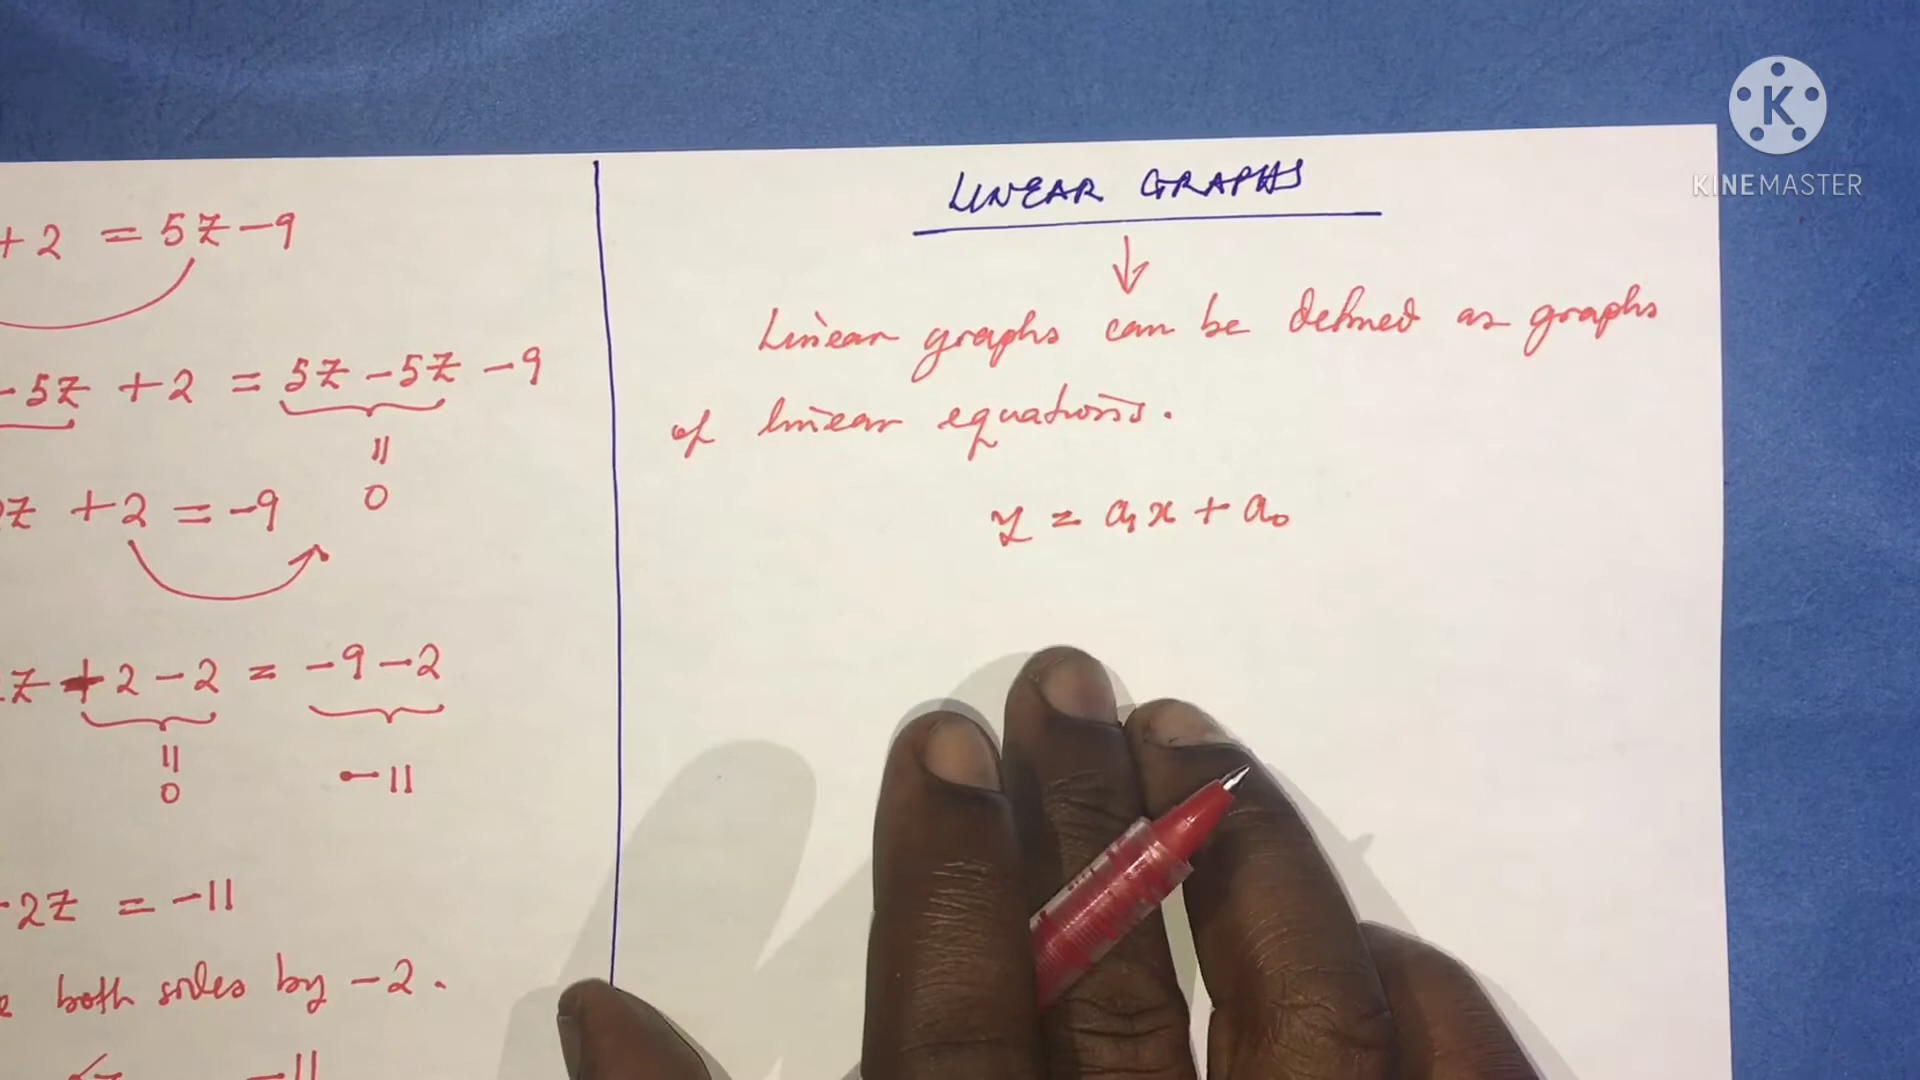 +2 = 5z-9
-5z +2 = 5z-5z -9
=
0
z +2 = -9
z+2-2 = -9-2
=
0
-11
-2z = -11
both sides by -2.
-11
LINEAR GRAPHS
Linear graphs can be defined as graphs
of linear equations.
y = a₁x + a₀
K
KINEMASTER